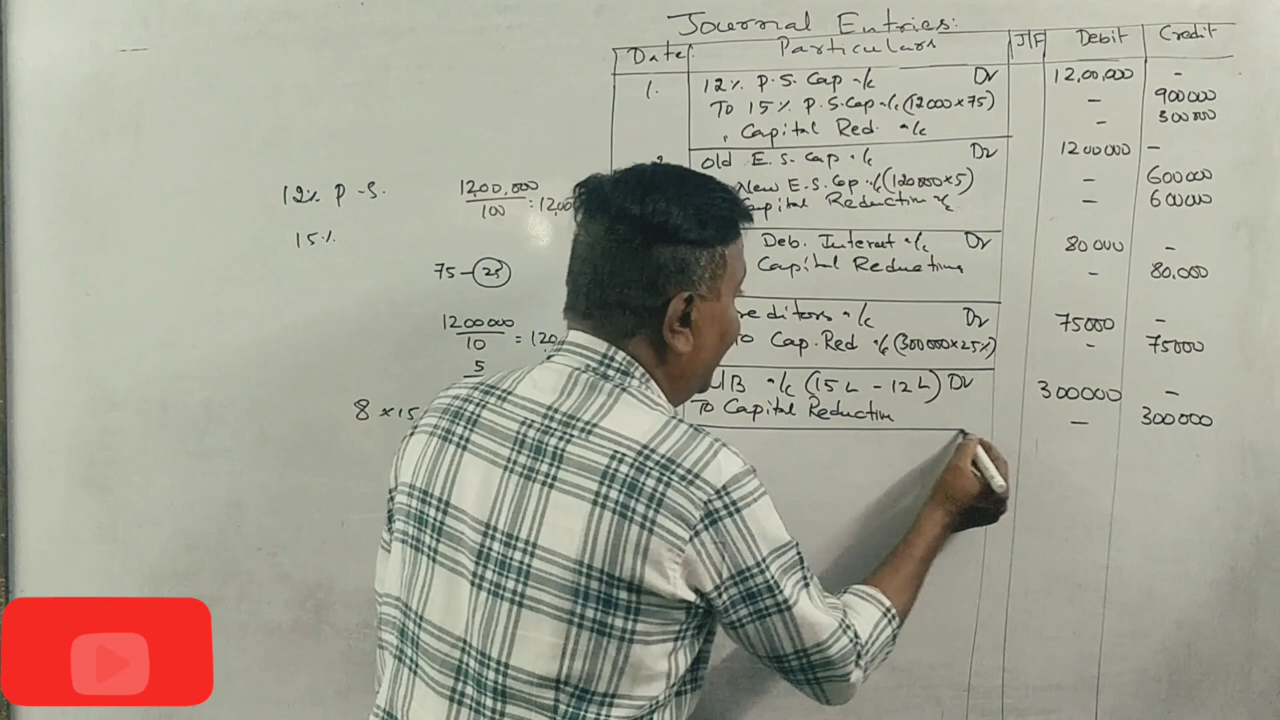 Journal Entries:
Date Particulars J/F Debit Credit
1. 12% P.S. Cap a/c Dr 12,00,000 -
To 15% P.S. Cap a/c (12000×75) - 900000
" Capital Red. a/c - 300000
old E.S. Cap a/c Dr 1200000 -
New E.S. Cap a/c (120000×5) - 600000
Capital Reduction a/c - 600000
Deb. Interest a/c Dr 80000 -
Capital Reduction - 80,000
reditors a/c Dr 75000 -
To Cap. Red a/c (300000×25%) - 75000
(15L - 12L) Dr 300000 -
To Capital Reduction - 300000
12% P.S. 1200,000
100
15%
75 - 25
1200000
10
5
8 × 15